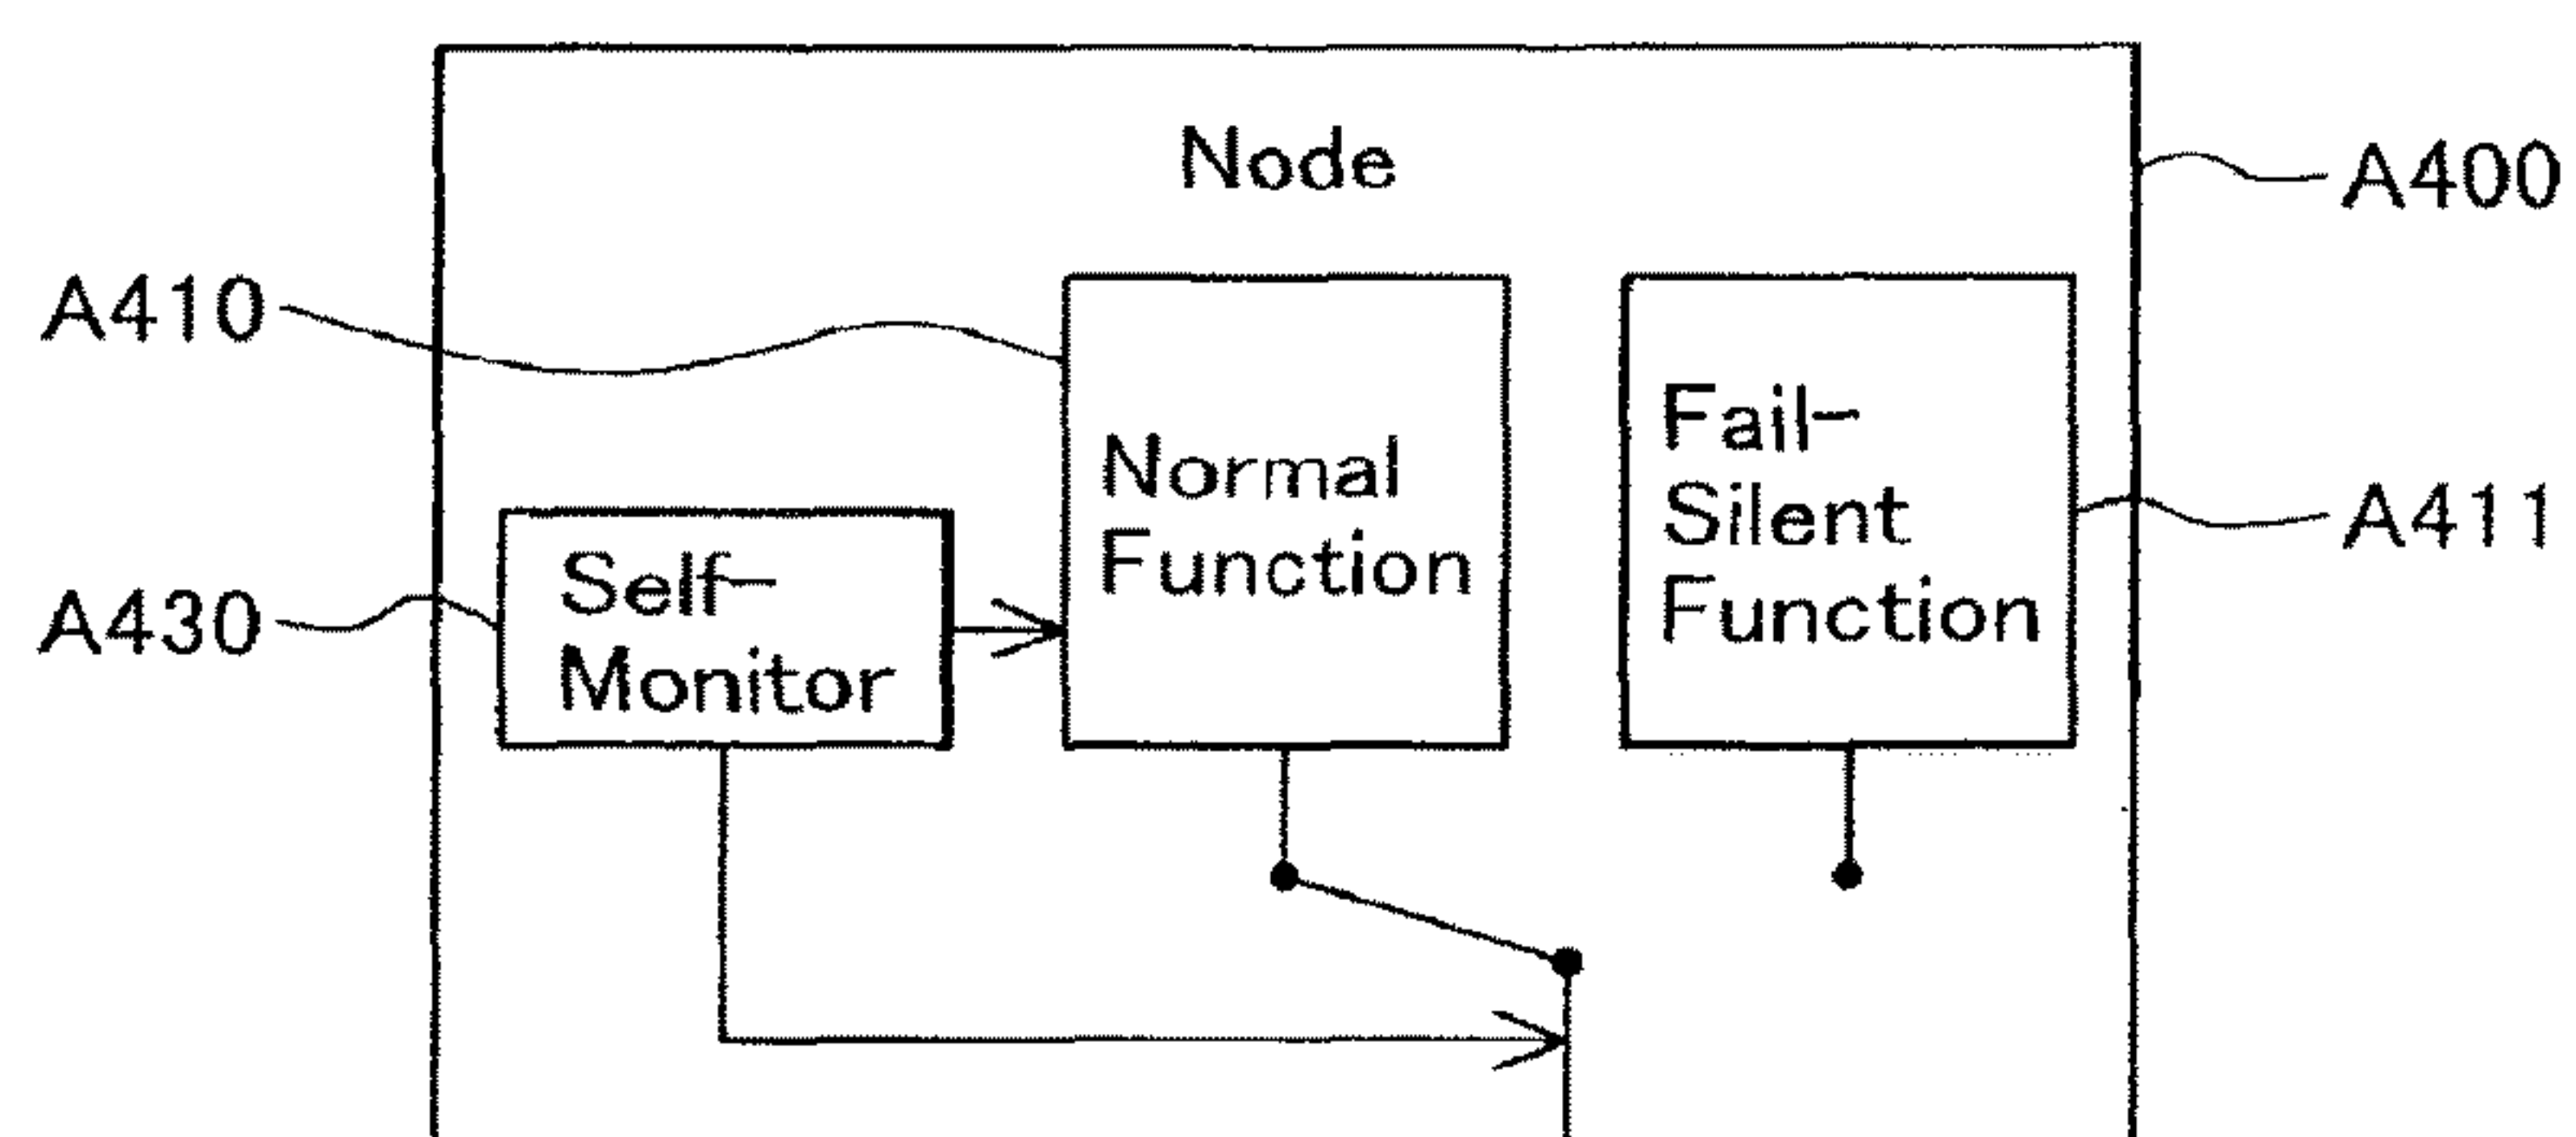 Node
A400
A410
Normal
Function
Fail-
Silent
Function
A411
Self-
Monitor
A430